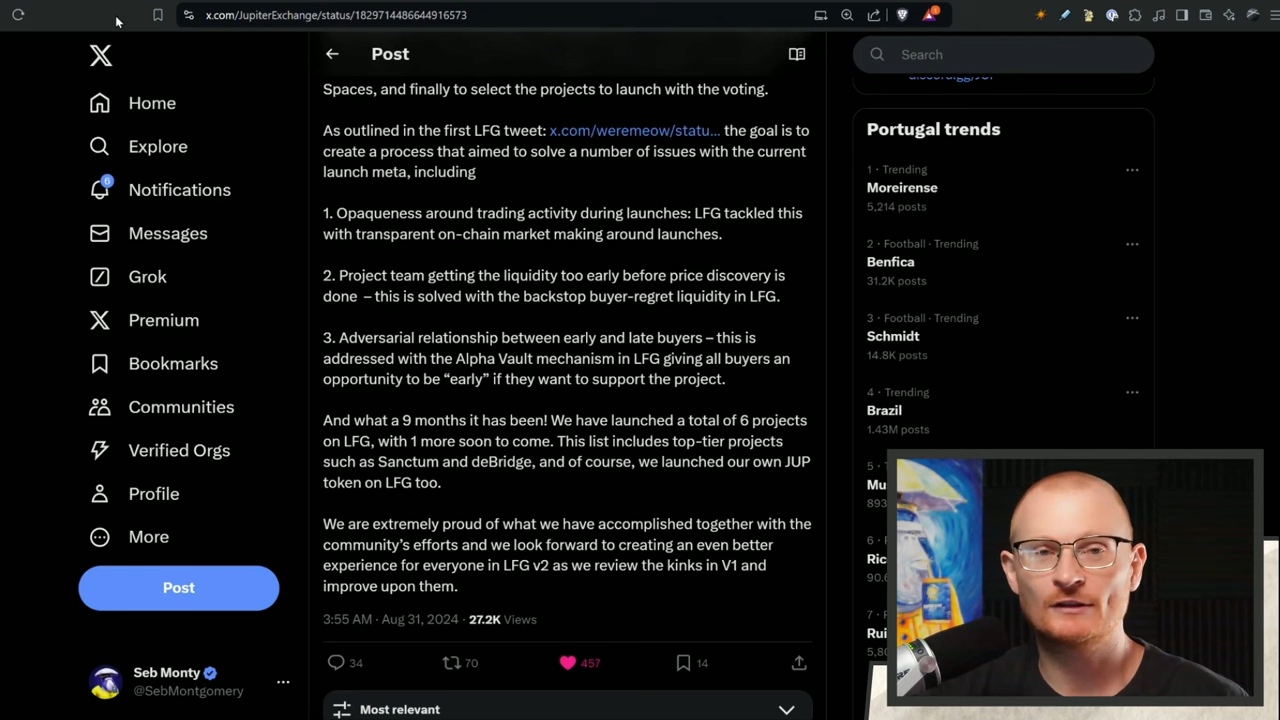 x.com/JupiterExchange/status/1829714486644916573
Home
Explore
6
Notifications
Messages
Grok
Premium
Bookmarks
Communities
Verified Orgs
Profile
More
Post
Seb Monty
@SebMontgomery
Post
Spaces, and finally to select the projects to launch with the voting.
As outlined in the first LFG tweet: x.com/weremeow/statu... the goal is to
create a process that aimed to solve a number of issues with the current
launch meta, including
1. Opaqueness around trading activity during launches: LFG tackled this
with transparent on-chain market making around launches.
2. Project team getting the liquidity too early before price discovery is
done – this is solved with the backstop buyer-regret liquidity in LFG.
3. Adversarial relationship between early and late buyers – this is
addressed with the Alpha Vault mechanism in LFG giving all buyers an
opportunity to be “early” if they want to support the project.
And what a 9 months it has been! We have launched a total of 6 projects
on LFG, with 1 more soon to come. This list includes top-tier projects
such as Sanctum and deBridge, and of course, we launched our own JUP
token on LFG too.
We are extremely proud of what we have accomplished together with the
community’s efforts and we look forward to creating an even better
experience for everyone in LFG v2 as we review the kinks in V1 and
improve upon them.
3:55 AM · Aug 31, 2024 · 27.2K Views
34
70
457
14
Most relevant
Search
Portugal trends
1 · Trending
Moreirense
5,214 posts
2 · Football · Trending
Benfica
31.2K posts
3 · Football · Trending
Schmidt
14.8K posts
4 · Trending
Brazil
1.43M posts
5 ·
Mu
893
6 ·
Ric
90.6
7 ·
Rui
5,80